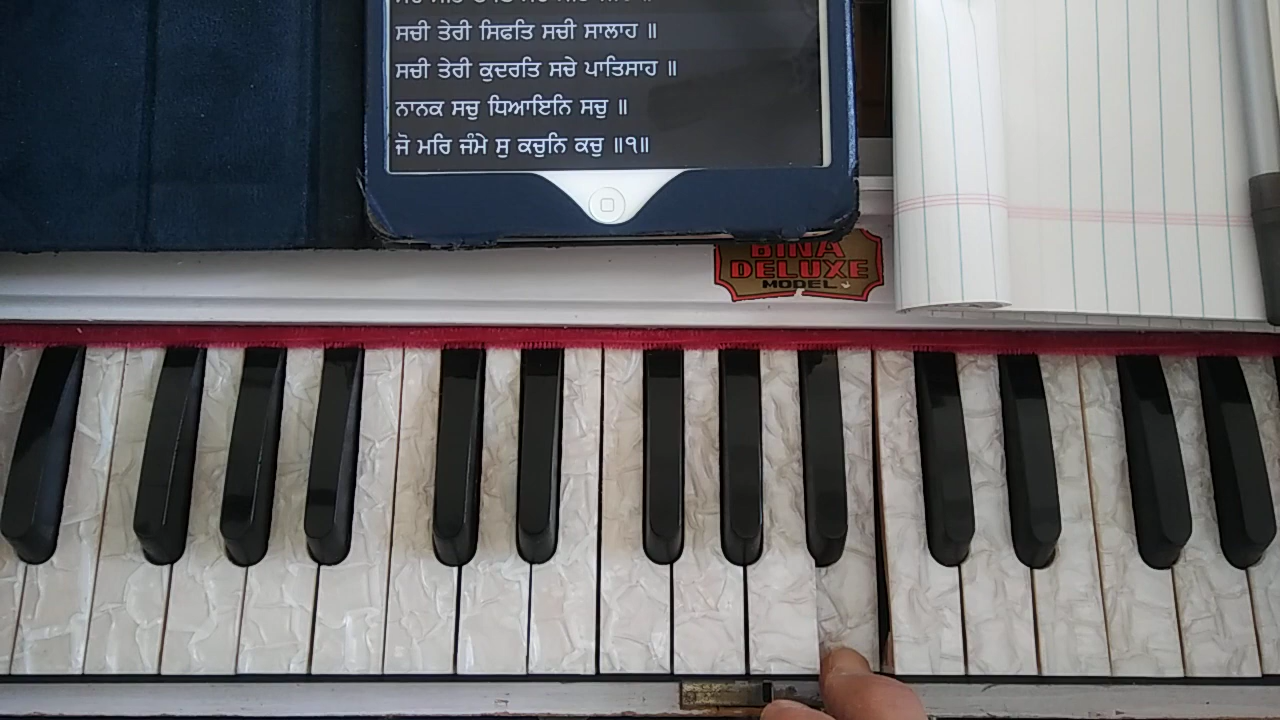 ਸਚੀ ਤੇਰੀ ਸਿਫਤਿ ਸਚੀ ਸਾਲਾਹ ॥
ਸਚੀ ਤੇਰੀ ਕੁਦਰਤਿ ਸਚੇ ਪਾਤਿਸਾਹ ॥
ਨਾਨਕ ਸਚੁ ਧਿਆਇਨਿ ਸਚੁ ॥
ਜੋ ਮਰਿ ਜੰਮੇ ਸੁ ਕਚੁਨਿ ਕਚੁ ॥੧॥
BINA
DELUXE
MODEL